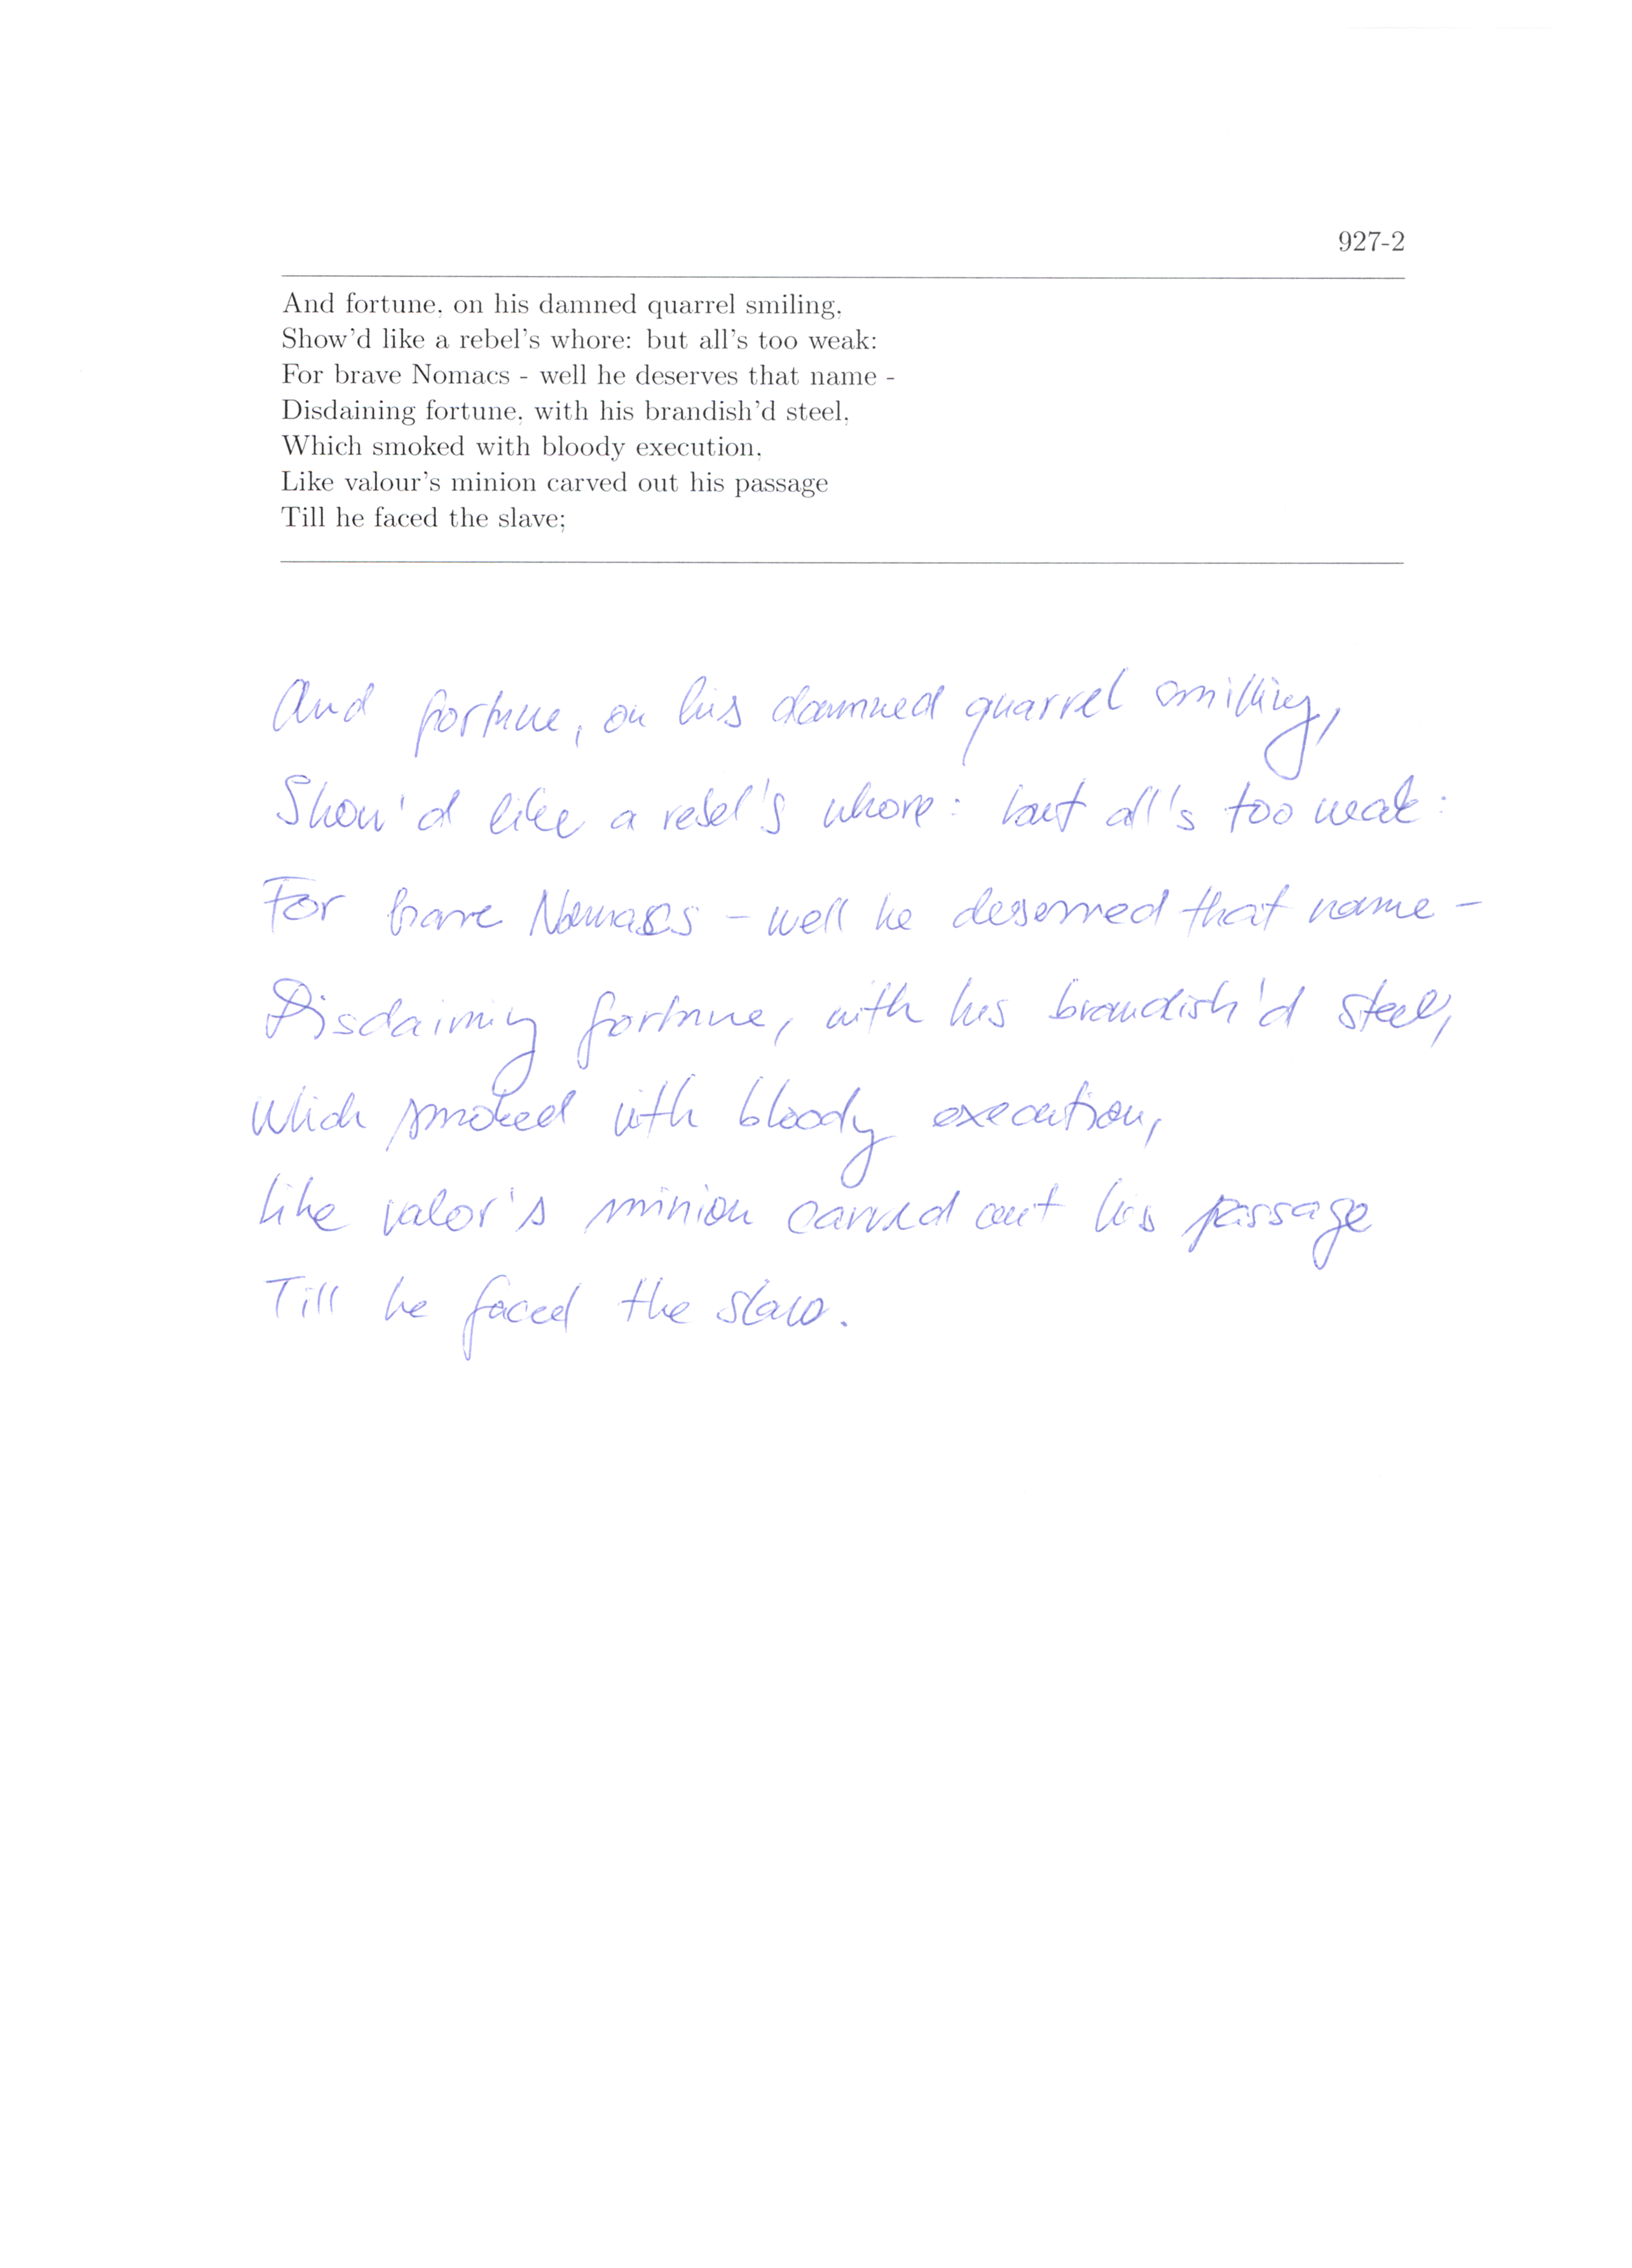 927-2
And fortune, on his damned quarrel smiling,
Show'd like a rebel's whore: but all's too weak:
For brave Nomacs - well he deserves that name -
Disdaining fortune, with his brandish'd steel,
Which smoked with bloody execution,
Like valour's minion carved out his passage
Till he faced the slave;
And fortune, on his damned quarrel smilling,
Show'd like a rebel's whore: but all's too weak:
For brave Nomacs - well he deserved that name -
Disdaining fortune, with his brandish'd steel,
Which smoked with bloody execution,
like valor's minion carved out his passage
Till he faced the slave.